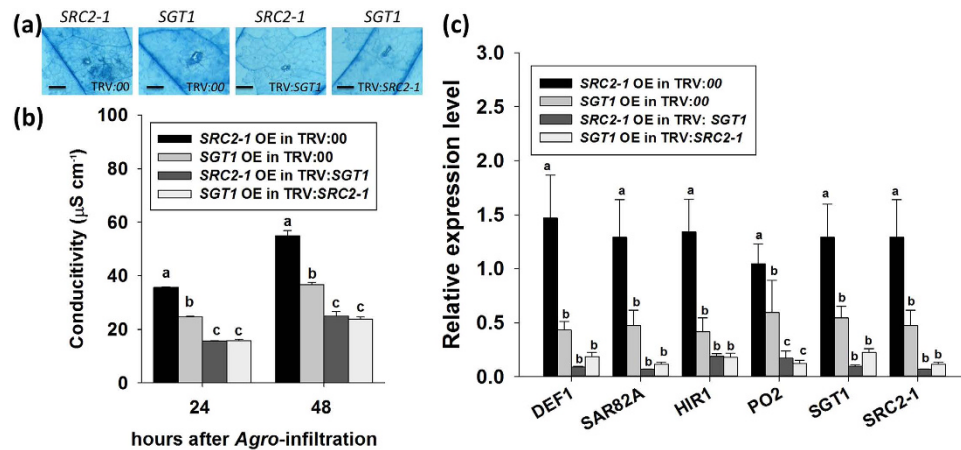 (a)
SRC2-1 SGT1 SRC2-1 SGT1
TRV:00 TRV:00 TRV:SGT1 TRV:SRC2-1
(b)
100
80
60
40
20
0
Conducitivity (µS cm⁻¹)
SRC2-1 OE in TRV:00
SGT1 OE in TRV:00
SRC2-1 OE in TRV:SGT1
SGT1 OE in TRV:SRC2-1
a b c c
a b c c
24 48
hours after Agro-infiltration
(c)
3.0
2.5
2.0
1.5
1.0
0.5
0.0
Relative expression level
SRC2-1 OE in TRV:00
SGT1 OE in TRV:00
SRC2-1 OE in TRV: SGT1
SGT1 OE in TRV:SRC2-1
a b b b
a b b b
a b b b
a b c c
a b b b
a b b b
DEF1 SAR82A HIR1 PO2 SGT1 SRC2-1